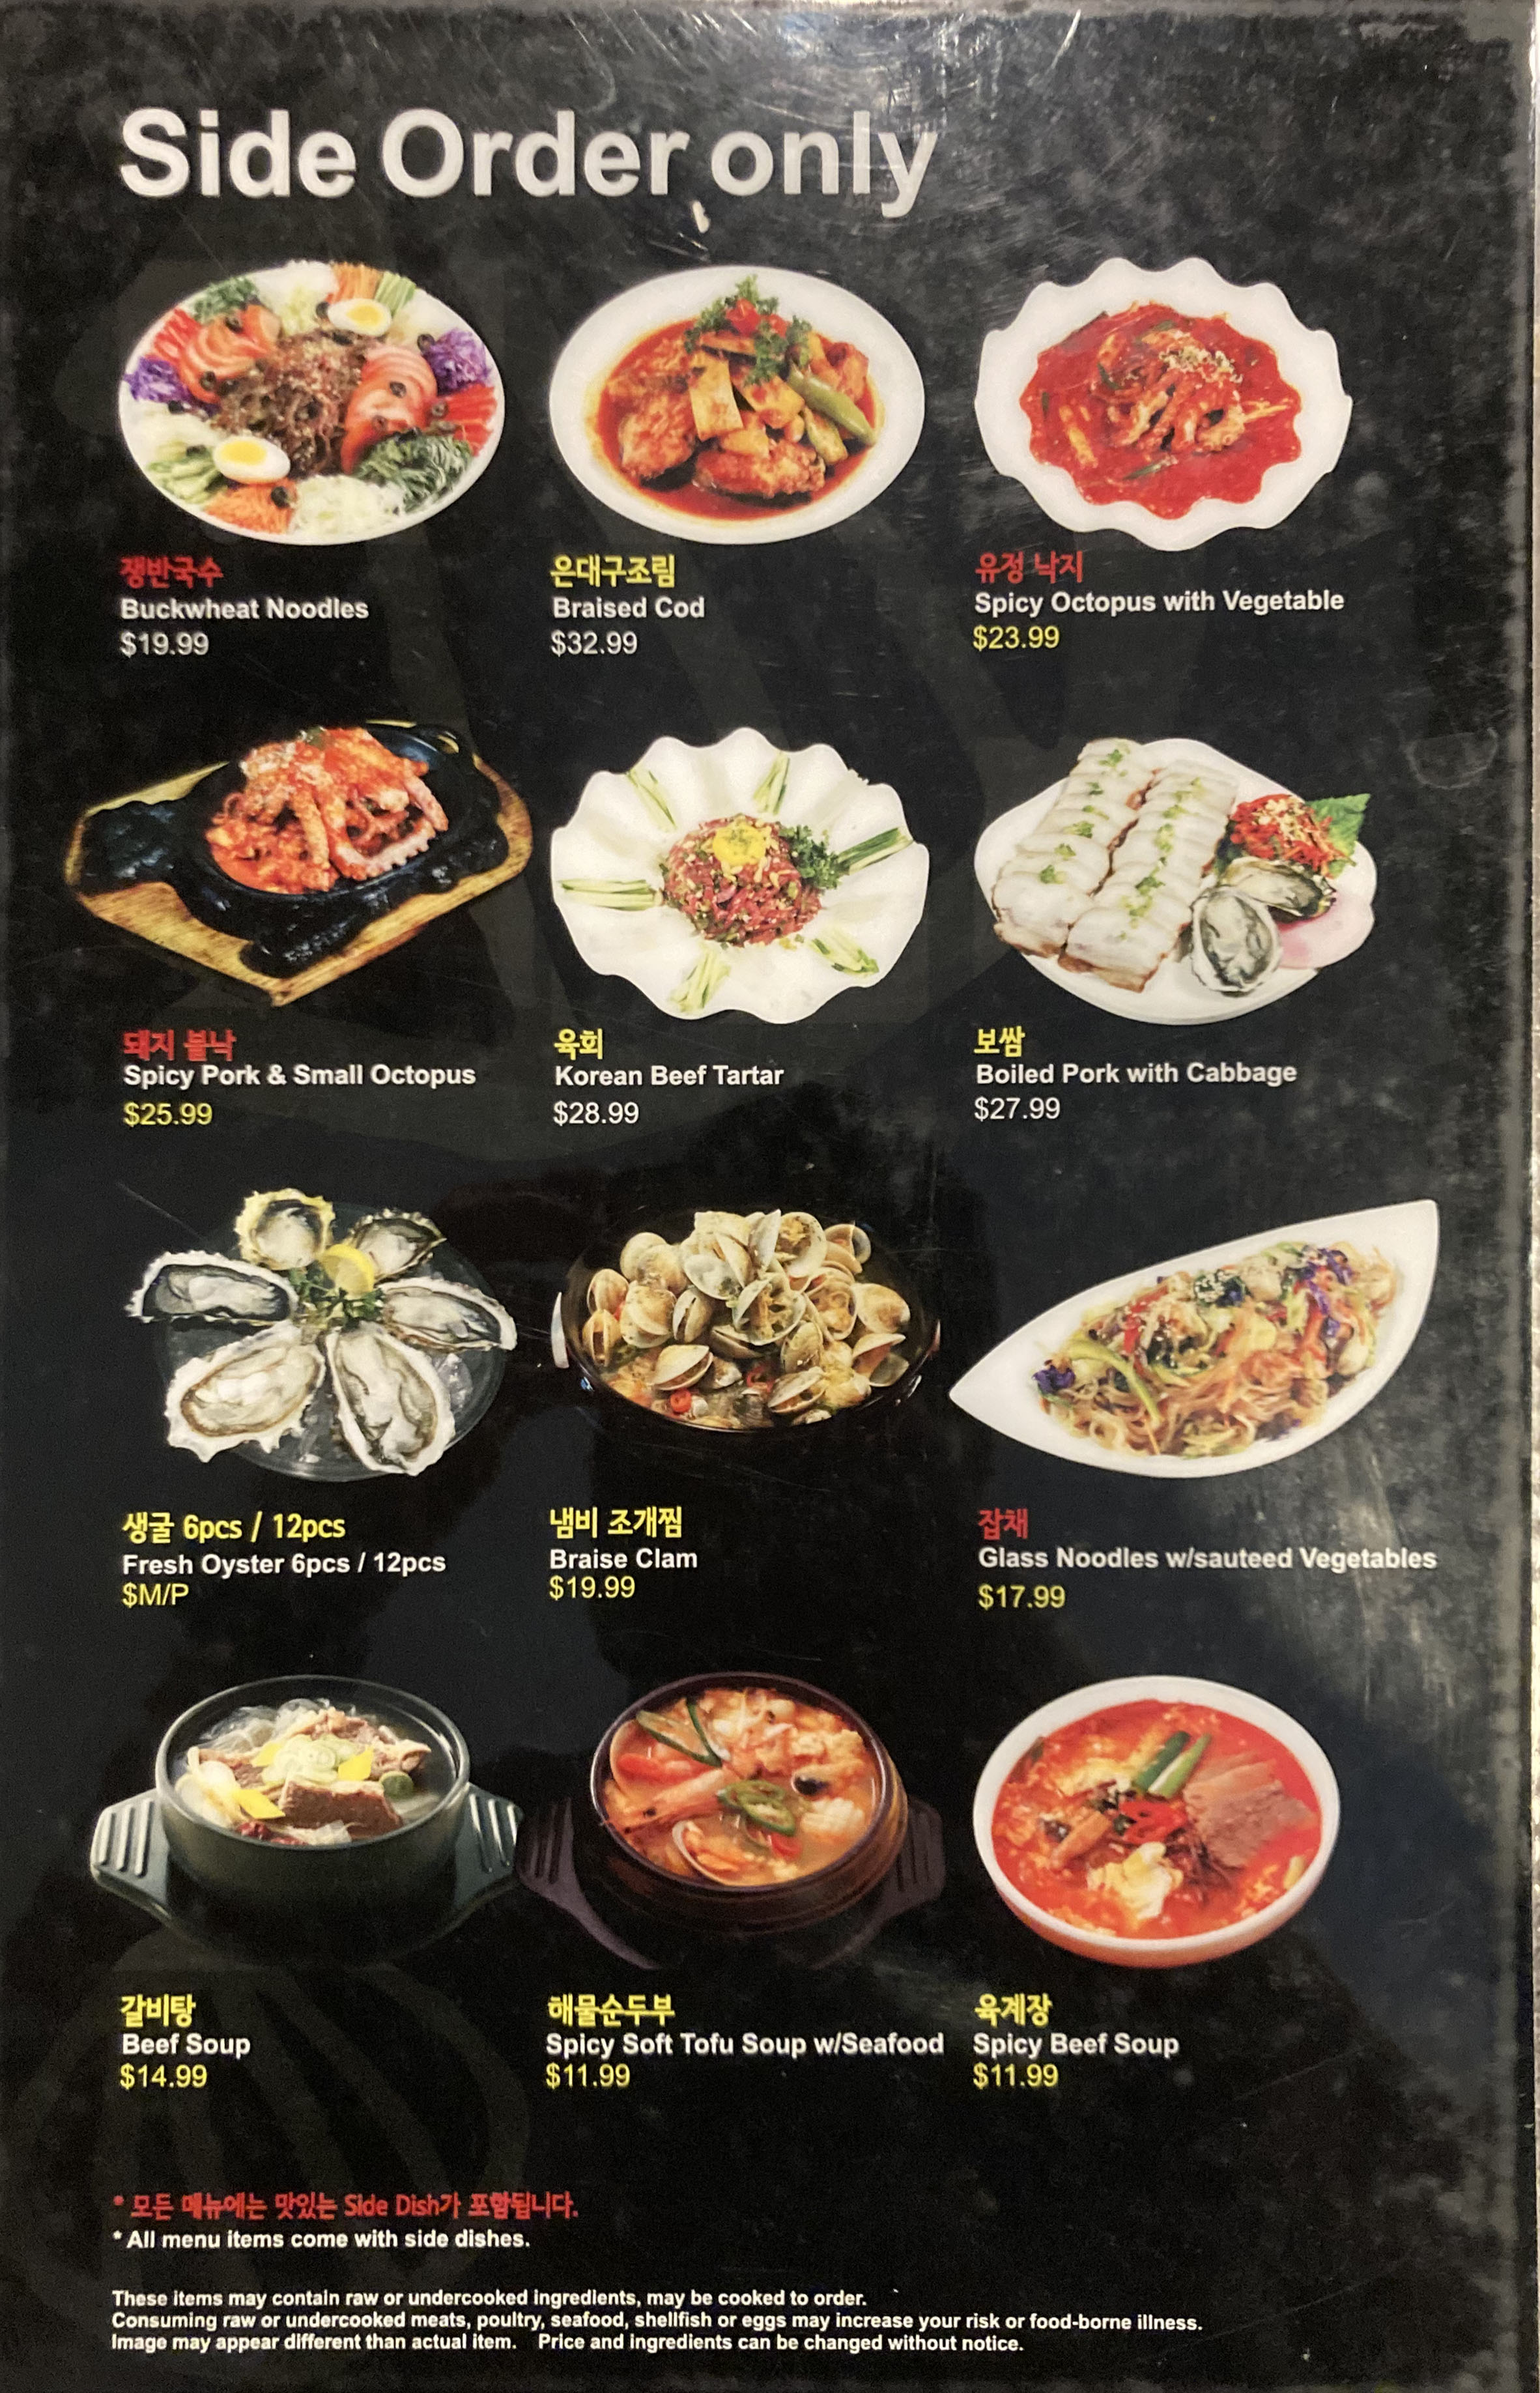 Side Order only
쟁반국수
Buckwheat Noodles
$19.99
은대구조림
Braised Cod
$32.99
유정 낙지
Spicy Octopus with Vegetable
$23.99
돼지 불낙
Spicy Pork & Small Octopus
$25.99
육회
Korean Beef Tartar
$28.99
보쌈
Boiled Pork with Cabbage
$27.99
생굴 6pcs / 12pcs
Fresh Oyster 6pcs / 12pcs
$M/P
냄비 조개찜
Braise Clam
$19.99
잡채
Glass Noodles w/sauteed Vegetables
$17.99
갈비탕
Beef Soup
$14.99
해물순두부
Spicy Soft Tofu Soup w/Seafood
$11.99
육계장
Spicy Beef Soup
$11.99
* 모든 메뉴에는 맛있는 Side Dish가 포함됩니다.
* All menu items come with side dishes.
These items may contain raw or undercooked ingredients, may be cooked to order.
Consuming raw or undercooked meats, poultry, seafood, shellfish or eggs may increase your risk or food-borne illness.
Image may appear different than actual item. Price and ingredients can be changed without notice.